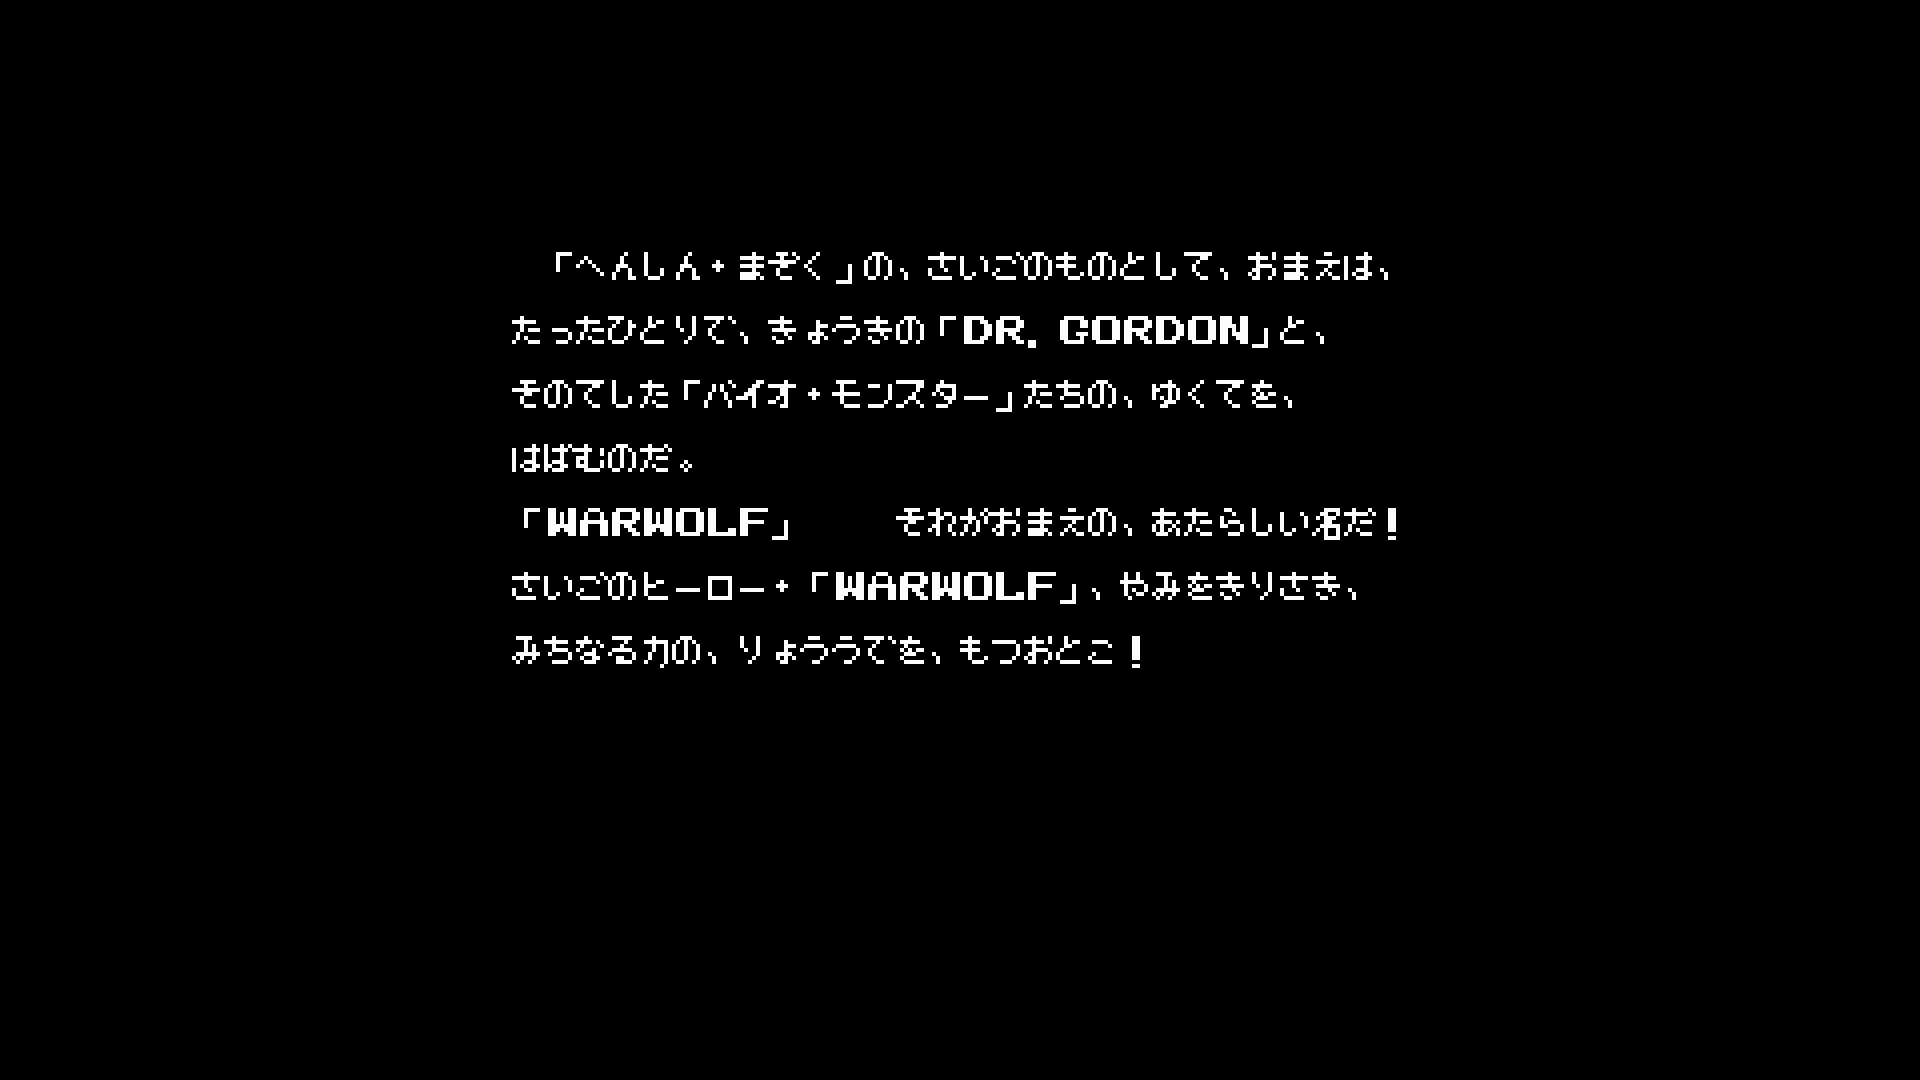 「へんしん・まぞく」の、さいごのものとして、おまえは、
たったひとりで、きょうきの「DR. GORDON」と、
そのてした「バイオ・モンスター」たちの、ゆくてを、
はばむのだ。
「WARWOLF」　　　それがおまえの、あたらしい名だ!
さいごのヒーロー・「WARWOLF」、やみをきりさき、
みちなる力の、りょううでを、もつおとこ!